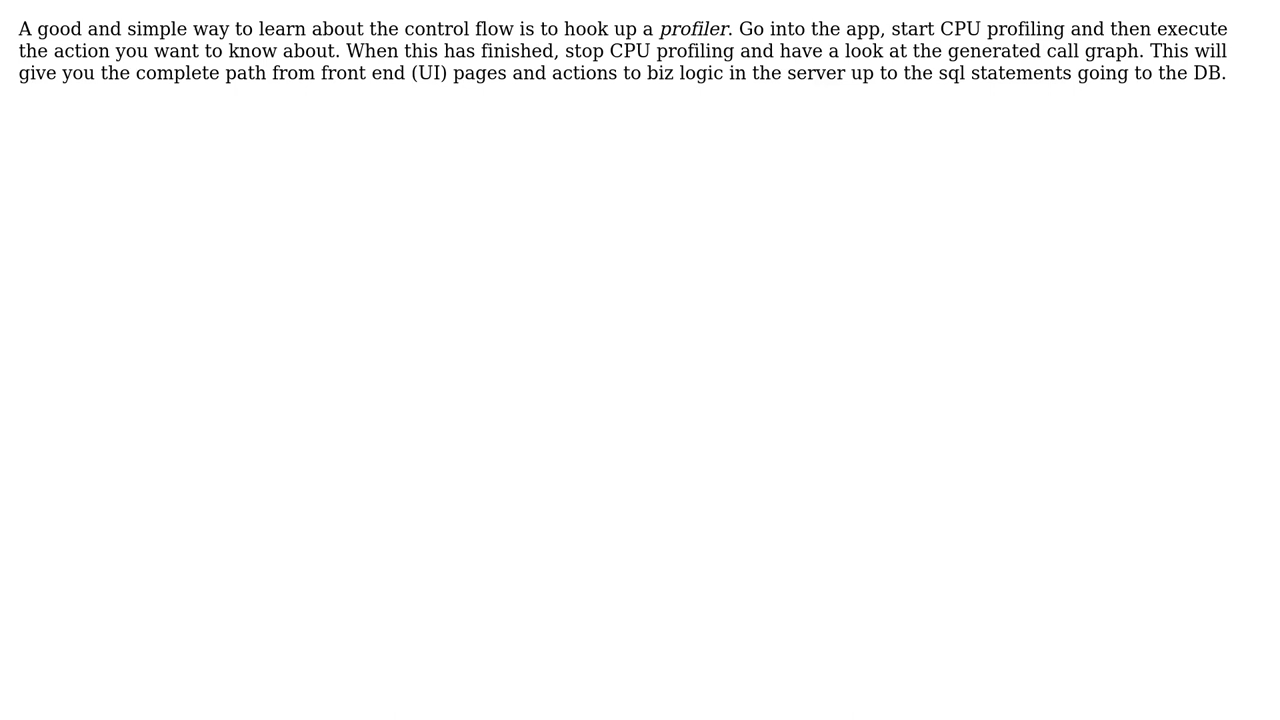 A good and simple way to learn about the control flow is to hook up a profiler. Go into the app, start CPU profiling and then execute
the action you want to know about. When this has finished, stop CPU profiling and have a look at the generated call graph. This will
give you the complete path from front end (UI) pages and actions to biz logic in the server up to the sql statements going to the DB.